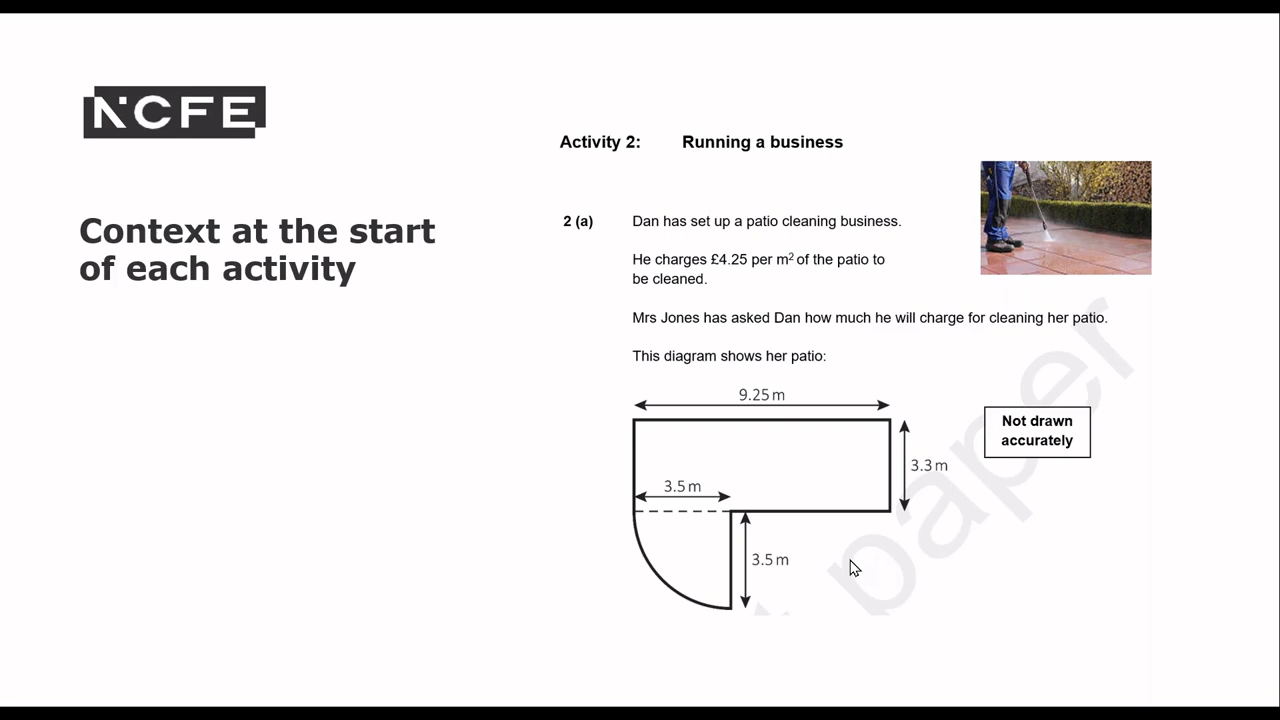 NCFE
Context at the start
of each activity
Activity 2: Running a business
2 (a) Dan has set up a patio cleaning business.
He charges £4.25 per m² of the patio to
be cleaned.
Mrs Jones has asked Dan how much he will charge for cleaning her patio.
This diagram shows her patio:
9.25 m
Not drawn
accurately
3.3 m
3.5 m
3.5 m
paper